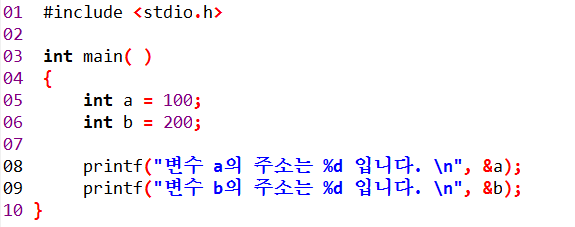 01 #include <stdio.h>
02
03 int main( )
04 {
05     int a = 100;
06     int b = 200;
07
08     printf("변수 a의 주소는 %d 입니다. \n", &a);
09     printf("변수 b의 주소는 %d 입니다. \n", &b);
10 }